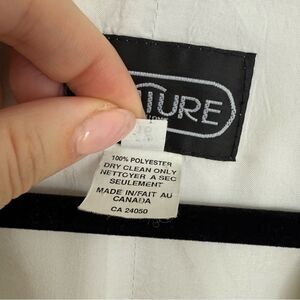 TURE
100% POLYESTER
DRY CLEAN ONLY
NETTOYER A SEC
SEULEMENT
MADE IN/FAIT AU
CANADA
CA 24050